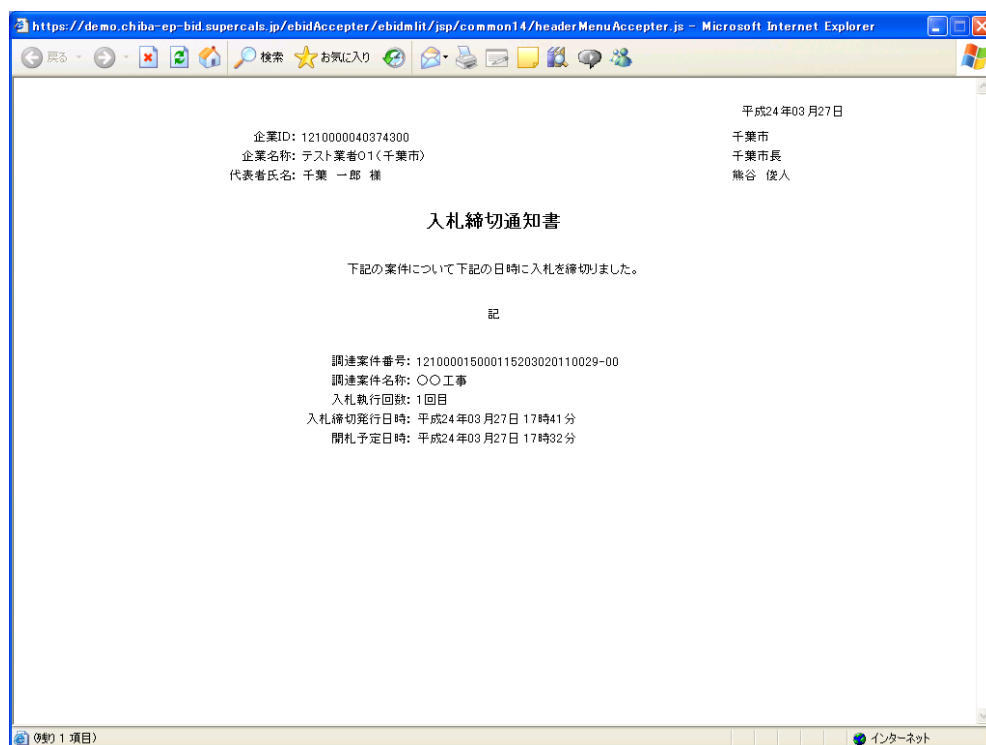 https://demo.chiba-ep-bid.supercals.jp/ebidAccepter/ebidmlit/jsp/common14/headerMenuAccepter.js - Microsoft Internet Explorer
戻る 検索 お気に入り
平成24年03月27日
企業ID: 1210000040374300 千葉市
企業名称: テスト業者01(千葉市) 千葉市長
代表者氏名: 千葉 一郎 様 熊谷 俊人
入札締切通知書
下記の案件について下記の日時に入札を締切りました。
記
調達案件番号: 121000015000115203020110029-00
調達案件名称: ○○工事
入札執行回数: 1回目
入札締切発行日時: 平成24年03月27日 17時41分
開札予定日時: 平成24年03月27日 17時32分
(残り 1 項目) インターネット